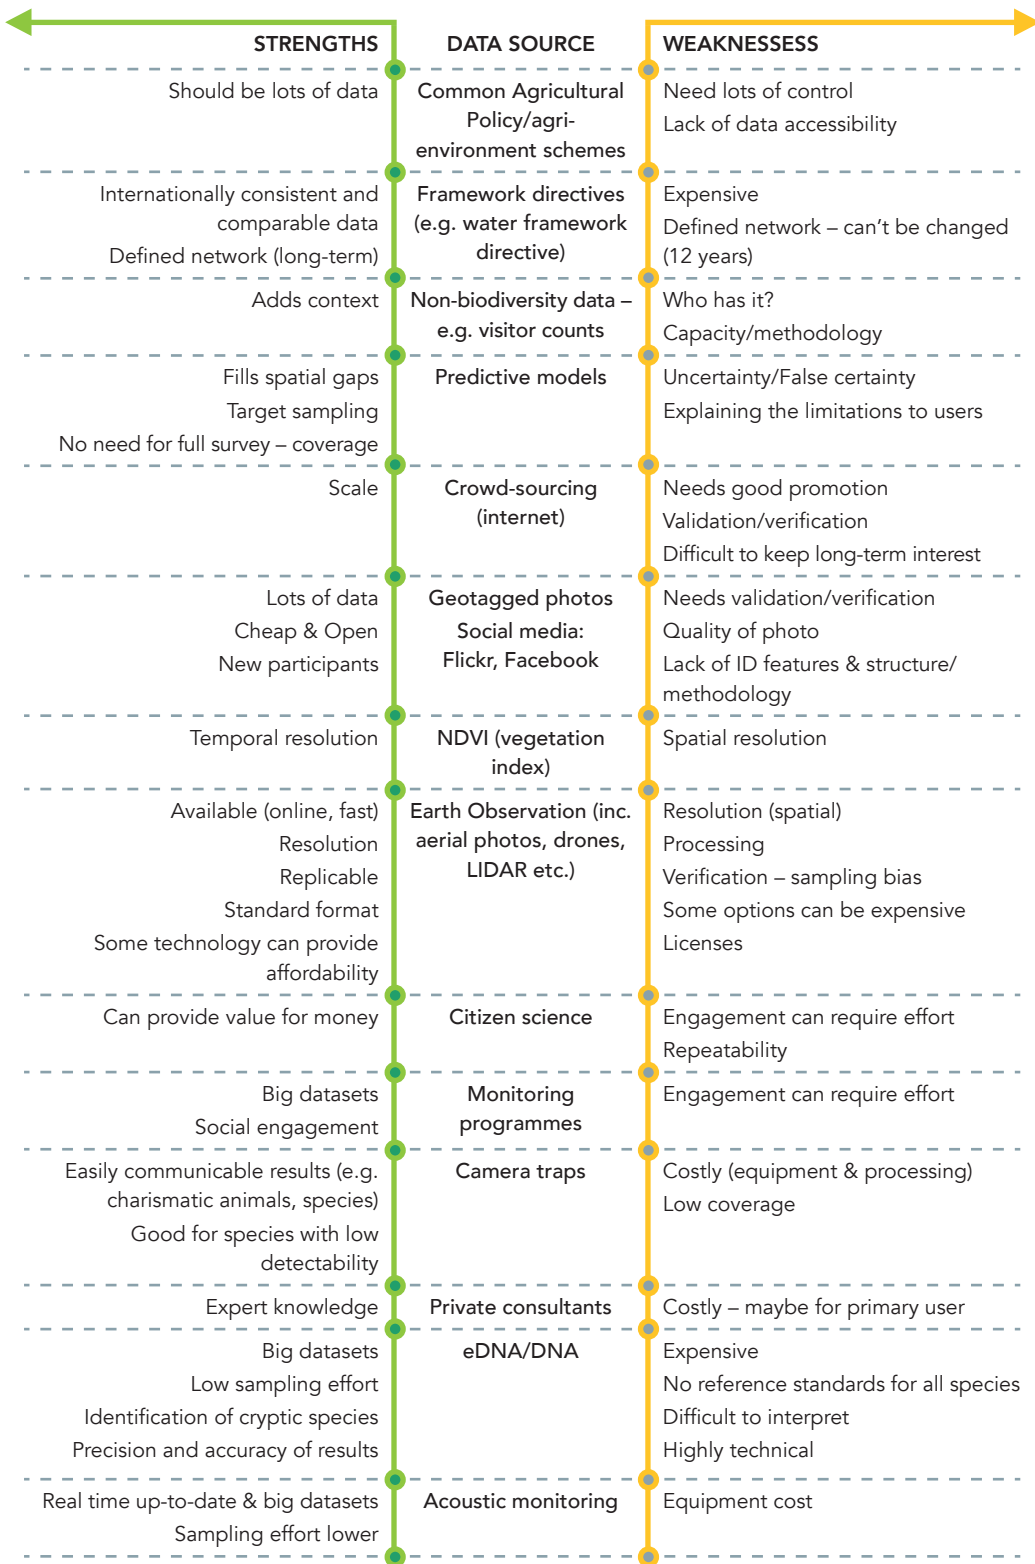 STRENGTHS
DATA SOURCE
WEAKNESSESS
Should be lots of data
Common Agricultural
Policy/agri-
environment schemes
Need lots of control
Lack of data accessibility
Internationally consistent and
comparable data
Defined network (long-term)
Framework directives
(e.g. water framework
directive)
Expensive
Defined network – can't be changed
(12 years)
Adds context
Non-biodiversity data –
e.g. visitor counts
Who has it?
Capacity/methodology
Fills spatial gaps
Target sampling
No need for full survey – coverage
Predictive models
Uncertainty/False certainty
Explaining the limitations to users
Scale
Crowd-sourcing
(internet)
Needs good promotion
Validation/verification
Difficult to keep long-term interest
Lots of data
Cheap & Open
New participants
Geotagged photos
Social media:
Flickr, Facebook
Needs validation/verification
Quality of photo
Lack of ID features & structure/
methodology
Temporal resolution
NDVI (vegetation
index)
Spatial resolution
Available (online, fast)
Resolution
Replicable
Standard format
Some technology can provide
affordability
Earth Observation (inc.
aerial photos, drones,
LIDAR etc.)
Resolution (spatial)
Processing
Verification – sampling bias
Some options can be expensive
Licenses
Can provide value for money
Citizen science
Engagement can require effort
Repeatability
Big datasets
Social engagement
Monitoring
programmes
Engagement can require effort
Easily communicable results (e.g.
charismatic animals, species)
Good for species with low
detectability
Camera traps
Costly (equipment & processing)
Low coverage
Expert knowledge
Private consultants
Costly – maybe for primary user
Big datasets
Low sampling effort
Identification of cryptic species
Precision and accuracy of results
eDNA/DNA
Expensive
No reference standards for all species
Difficult to interpret
Highly technical
Real time up-to-date & big datasets
Sampling effort lower
Acoustic monitoring
Equipment cost